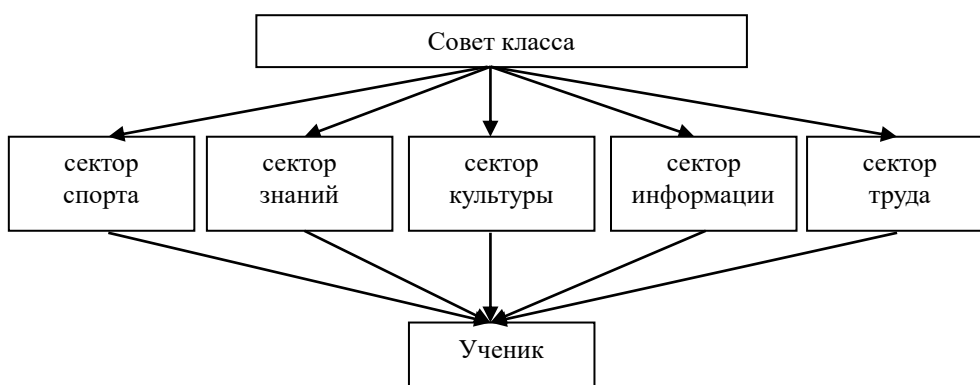 Совет класса
сектор
спорта
сектор
знаний
сектор
культуры
сектор
информации
сектор
труда
Ученик